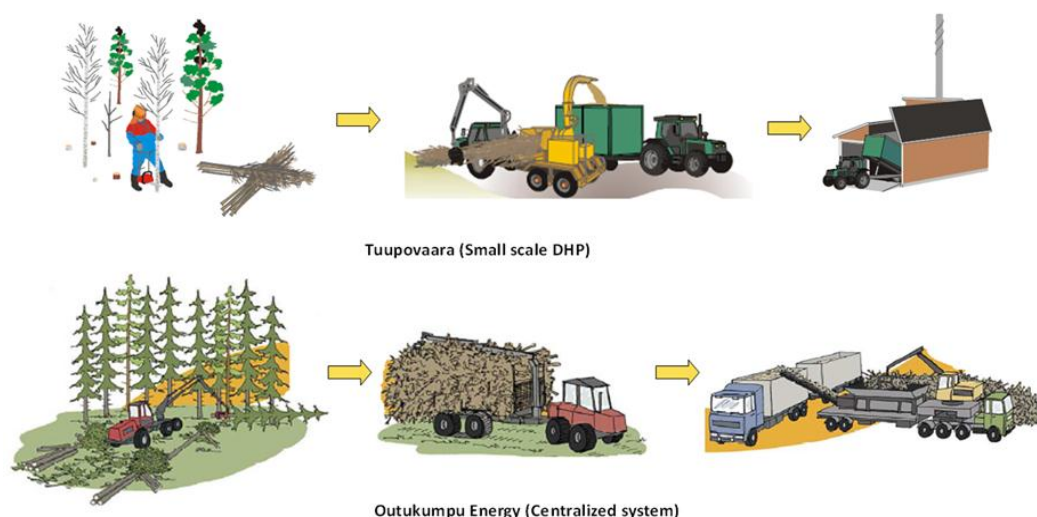 Tuupovaara (Small scale DHP)
Outukumpu Energy (Centralized system)